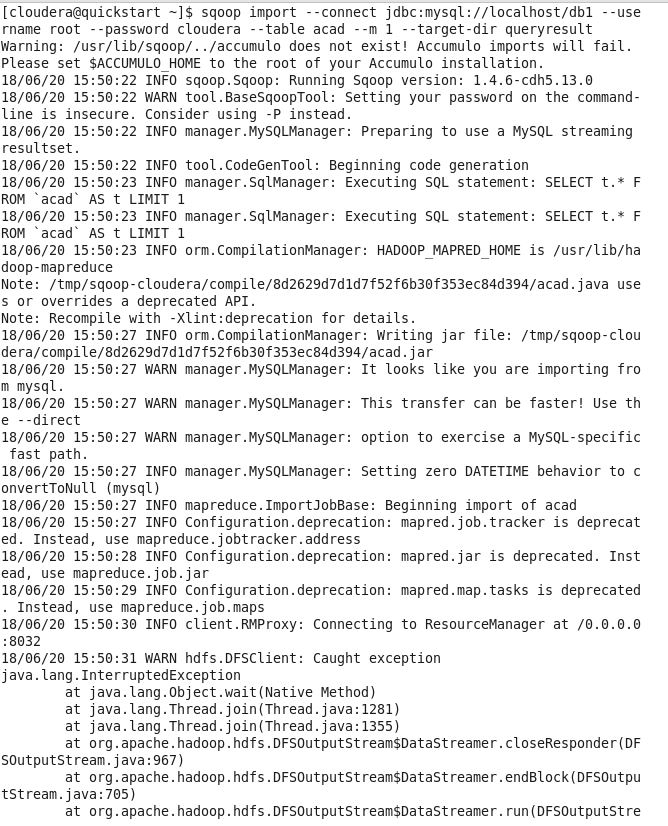 [cloudera@quickstart ~]$ sqoop import --connect jdbc:mysql://localhost/db1 --use
rname root --password cloudera --table acad --m 1 --target-dir queryresult
Warning: /usr/lib/sqoop/../accumulo does not exist! Accumulo imports will fail.
Please set $ACCUMULO_HOME to the root of your Accumulo installation.
18/06/20 15:50:22 INFO sqoop.Sqoop: Running Sqoop version: 1.4.6-cdh5.13.0
18/06/20 15:50:22 WARN tool.BaseSqoopTool: Setting your password on the command-
line is insecure. Consider using -P instead.
18/06/20 15:50:22 INFO manager.MySQLManager: Preparing to use a MySQL streaming
resultset.
18/06/20 15:50:22 INFO tool.CodeGenTool: Beginning code generation
18/06/20 15:50:23 INFO manager.SqlManager: Executing SQL statement: SELECT t.* F
ROM `acad` AS t LIMIT 1
18/06/20 15:50:23 INFO manager.SqlManager: Executing SQL statement: SELECT t.* F
ROM `acad` AS t LIMIT 1
18/06/20 15:50:23 INFO orm.CompilationManager: HADOOP_MAPRED_HOME is /usr/lib/ha
doop-mapreduce
Note: /tmp/sqoop-cloudera/compile/8d2629d7d1d7f52f6b30f353ec84d394/acad.java use
s or overrides a deprecated API.
Note: Recompile with -Xlint:deprecation for details.
18/06/20 15:50:27 INFO orm.CompilationManager: Writing jar file: /tmp/sqoop-clou
dera/compile/8d2629d7d1d7f52f6b30f353ec84d394/acad.jar
18/06/20 15:50:27 WARN manager.MySQLManager: It looks like you are importing fro
m mysql.
18/06/20 15:50:27 WARN manager.MySQLManager: This transfer can be faster! Use th
e --direct
18/06/20 15:50:27 WARN manager.MySQLManager: option to exercise a MySQL-specific
 fast path.
18/06/20 15:50:27 INFO manager.MySQLManager: Setting zero DATETIME behavior to c
onvertToNull (mysql)
18/06/20 15:50:27 INFO mapreduce.ImportJobBase: Beginning import of acad
18/06/20 15:50:27 INFO Configuration.deprecation: mapred.job.tracker is deprecat
ed. Instead, use mapreduce.jobtracker.address
18/06/20 15:50:28 INFO Configuration.deprecation: mapred.jar is deprecated. Inst
ead, use mapreduce.job.jar
18/06/20 15:50:29 INFO Configuration.deprecation: mapred.map.tasks is deprecated
. Instead, use mapreduce.job.maps
18/06/20 15:50:30 INFO client.RMProxy: Connecting to ResourceManager at /0.0.0.0
:8032
18/06/20 15:50:31 WARN hdfs.DFSClient: Caught exception
java.lang.InterruptedException
        at java.lang.Object.wait(Native Method)
        at java.lang.Thread.join(Thread.java:1281)
        at java.lang.Thread.join(Thread.java:1355)
        at org.apache.hadoop.hdfs.DFSOutputStream$DataStreamer.closeResponder(DF
SOutputStream.java:967)
        at org.apache.hadoop.hdfs.DFSOutputStream$DataStreamer.endBlock(DFSOutpu
tStream.java:705)
        at org.apache.hadoop.hdfs.DFSOutputStream$DataStreamer.run(DFSOutputStre